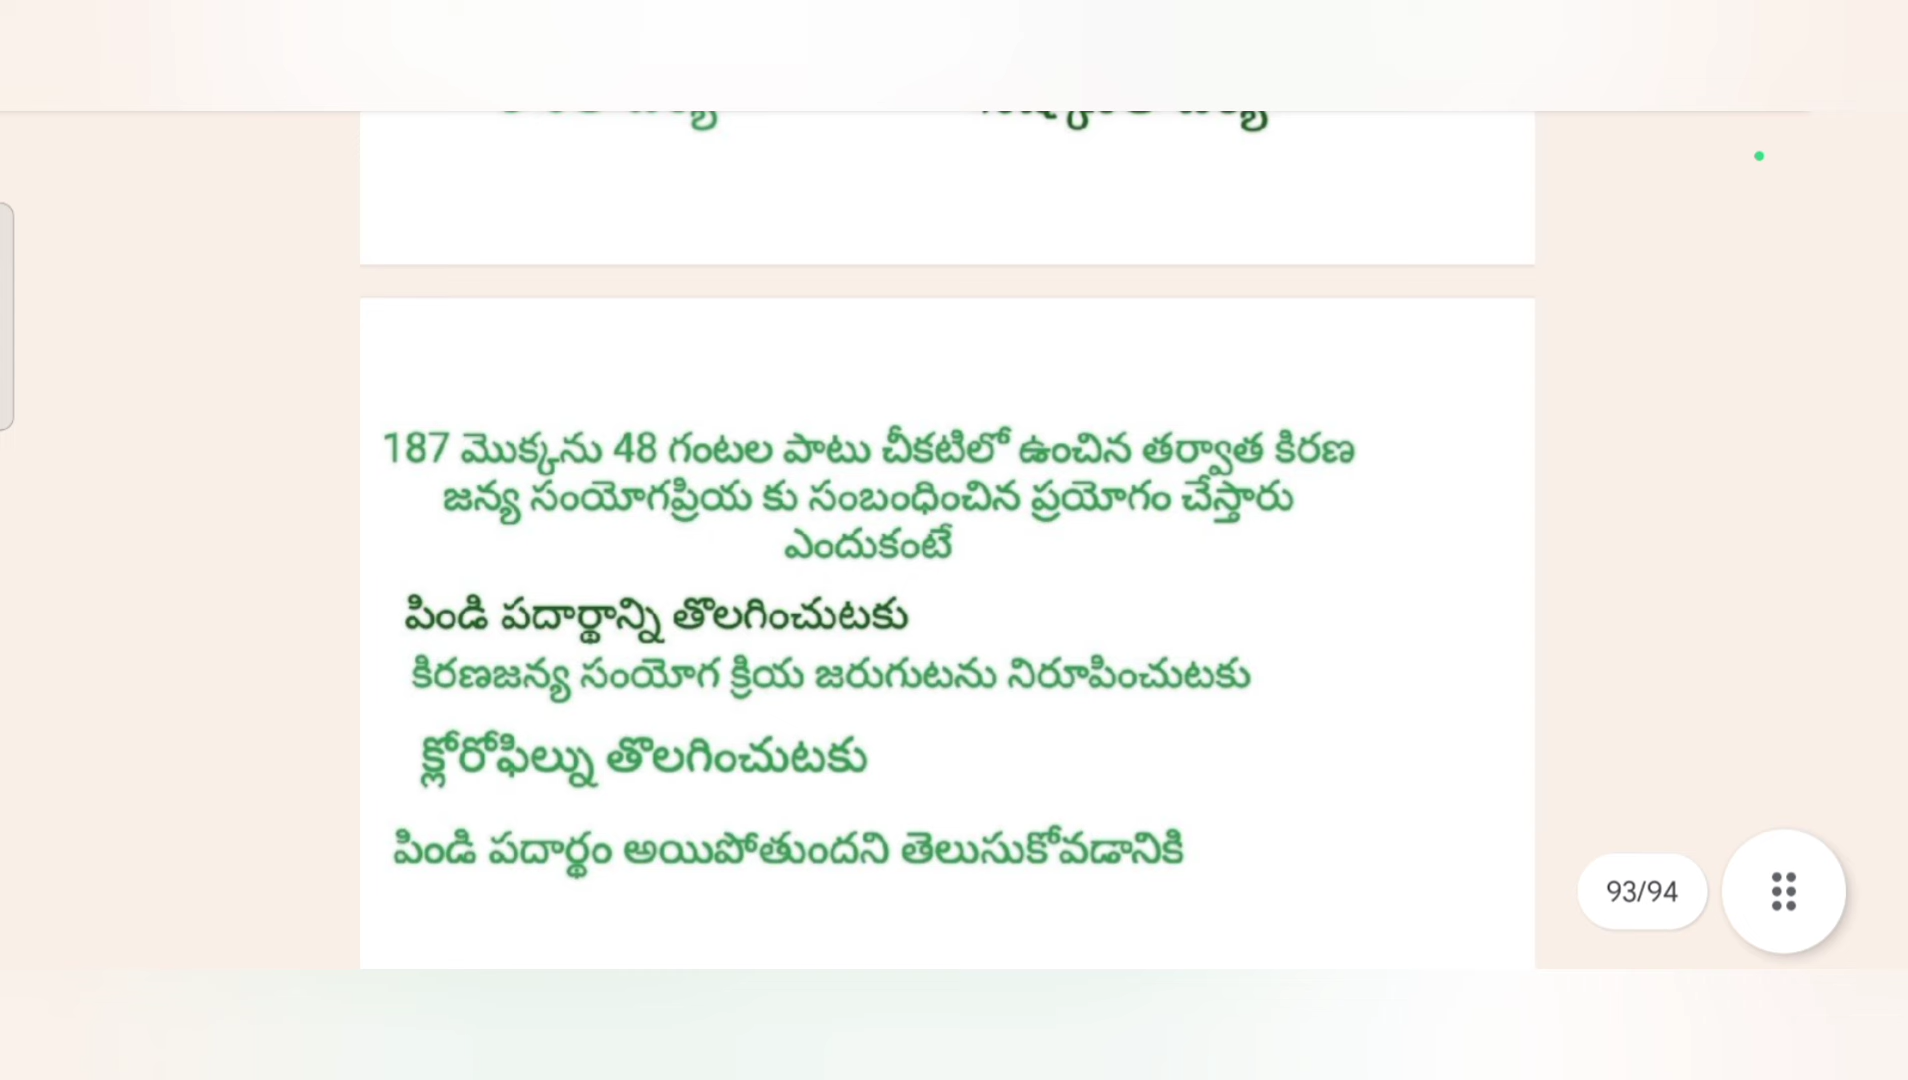 187 మొక్కను 48 గంటల పాటు చీకటిలో ఉంచిన తర్వాత కిరణ
జన్య సంయోగప్రియ కు సంబంధించిన ప్రయోగం చేస్తారు
ఎందుకంటే
పిండి పదార్థాన్ని తొలగించుటకు
కిరణజన్య సంయోగ క్రియ జరుగుటను నిరూపించుటకు
క్లోరోఫిల్ను తొలగించుటకు
పిండి పదార్థం అయిపోతుందని తెలుసుకోవడానికి
93/94